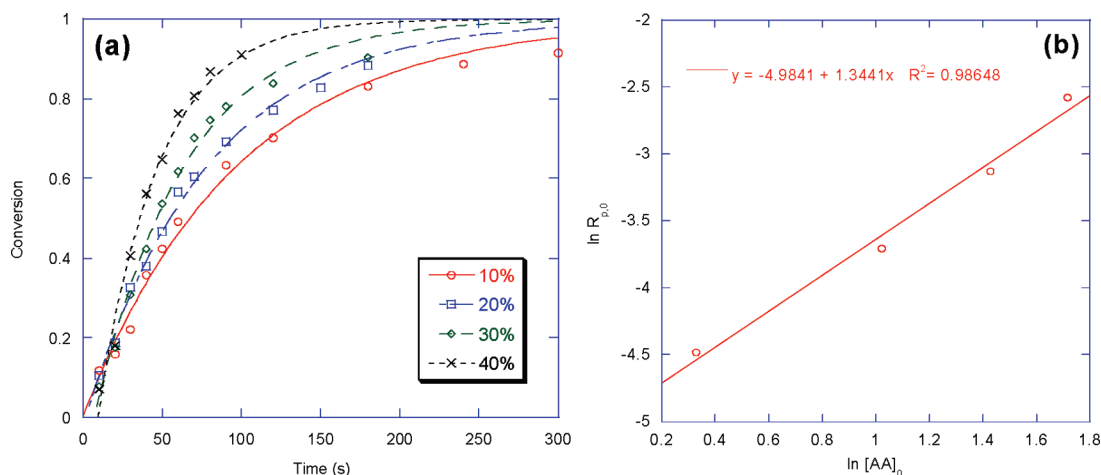 (a)
Conversion
1
0.8
0.6
0.4
0.2
0
0 50 100 150 200 250 300
Time (s)
10%
20%
30%
40%
(b)
y = -4.9841 + 1.3441x R²= 0.98648
ln Rp,0
-2
-2.5
-3
-3.5
-4
-4.5
-5
0.2 0.4 0.6 0.8 1 1.2 1.4 1.6 1.8
ln [AA]0